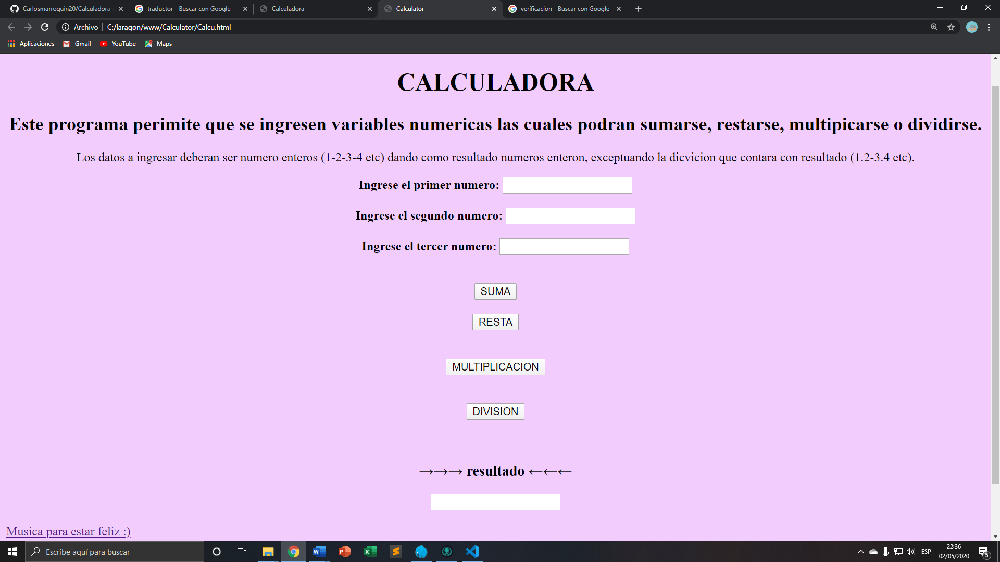 Carlosmarroquin20/Calculadora-
traductor - Buscar con Google
Calculadora
Calculator
verificacion - Buscar con Google
Archivo
C:/laragon/www/Calculator/Calcu.html
Aplicaciones
Gmail
YouTube
Maps
CALCULADORA
Este programa perimite que se ingresen variables numericas las cuales podran sumarse, restarse, multipicarse o dividirse.
Los datos a ingresar deberan ser numero enteros (1-2-3-4 etc) dando como resultado numeros enteron, exceptuando la dicvicion que contara con resultado (1.2-3.4 etc).
Ingrese el primer numero:
Ingrese el segundo numero:
Ingrese el tercer numero:
SUMA
RESTA
MULTIPLICACION
DIVISION
→→→ resultado ←←←
Musica para estar feliz :)
Escribe aquí para buscar
ESP
22:36
02/05/2020
5